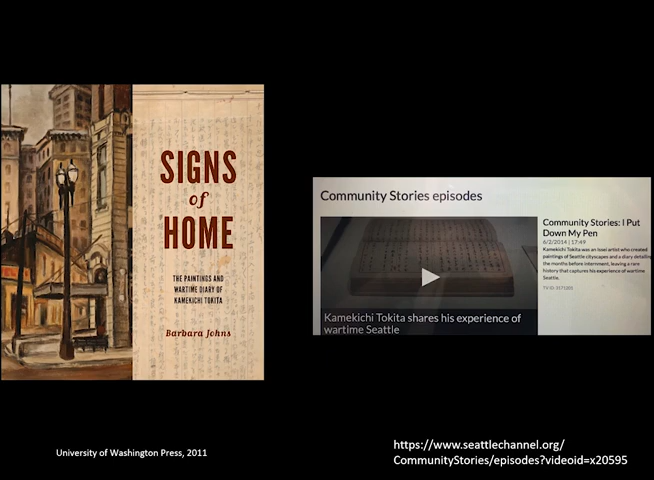 SIGNS
of
HOME
THE PAINTINGS AND
WARTIME DIARY OF
KAMEKICHI TOKITA
Barbara Johns
University of Washington Press, 2011
Community Stories episodes
Kamekichi Tokita shares his experience of
wartime Seattle
Community Stories: I Put
Down My Pen
6/2/2014 | 17:49
Kamekichi Tokita was an Issei artist who created
paintings of Seattle cityscapes and a diary detailing
the months before internment, leaving a rare
history that captures his experience of wartime
Seattle.
https://www.seattlechannel.org/
CommunityStories/episodes?videoid=x20595